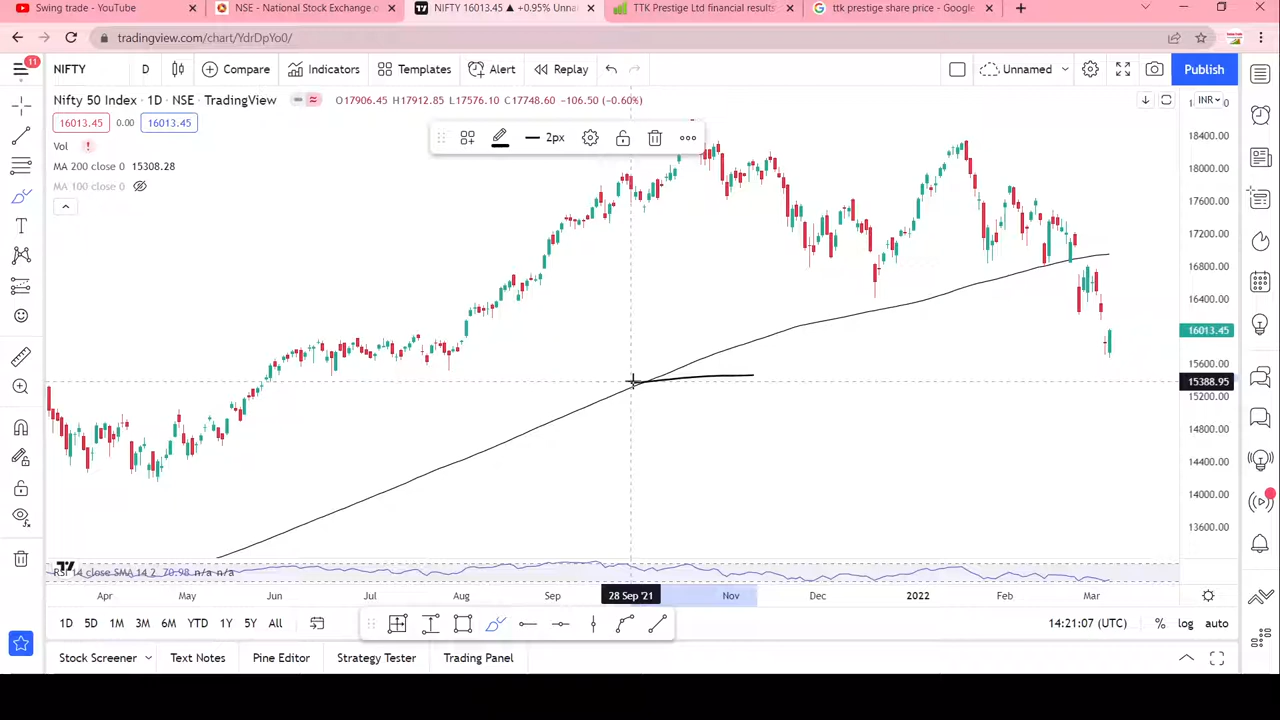 Swing trade - YouTube
NSE - National Stock Exchange o
NIFTY 16013.45 ▲ +0.95% Unna
TTK Prestige Ltd financial results
ttk prestige share price - Google
tradingview.com/chart/YdrDpYo0/
11
NIFTY
D
Compare
Indicators
Templates
Alert
Replay
Unnamed
Publish
Nifty 50 Index · 1D · NSE · TradingView
O17906.45 H17912.85 L17576.10 C17748.60 -106.50 (-0.60%)
INR
16013.45 0.00 16013.45
2px
Vol
MA 200 close 0 15308.28
MA 100 close 0
18400.00
18000.00
17600.00
17200.00
16800.00
16400.00
16013.45
15600.00
15388.95
15200.00
14800.00
14400.00
14000.00
13600.00
RSI 14 close SMA 14 2 70.98 n/a n/a
Apr May Jun Jul Aug Sep 28 Sep '21 Nov Dec 2022 Feb Mar
1D 5D 1M 3M 6M YTD 1Y 5Y All
14:21:07 (UTC) % log auto
Stock Screener Text Notes Pine Editor Strategy Tester Trading Panel